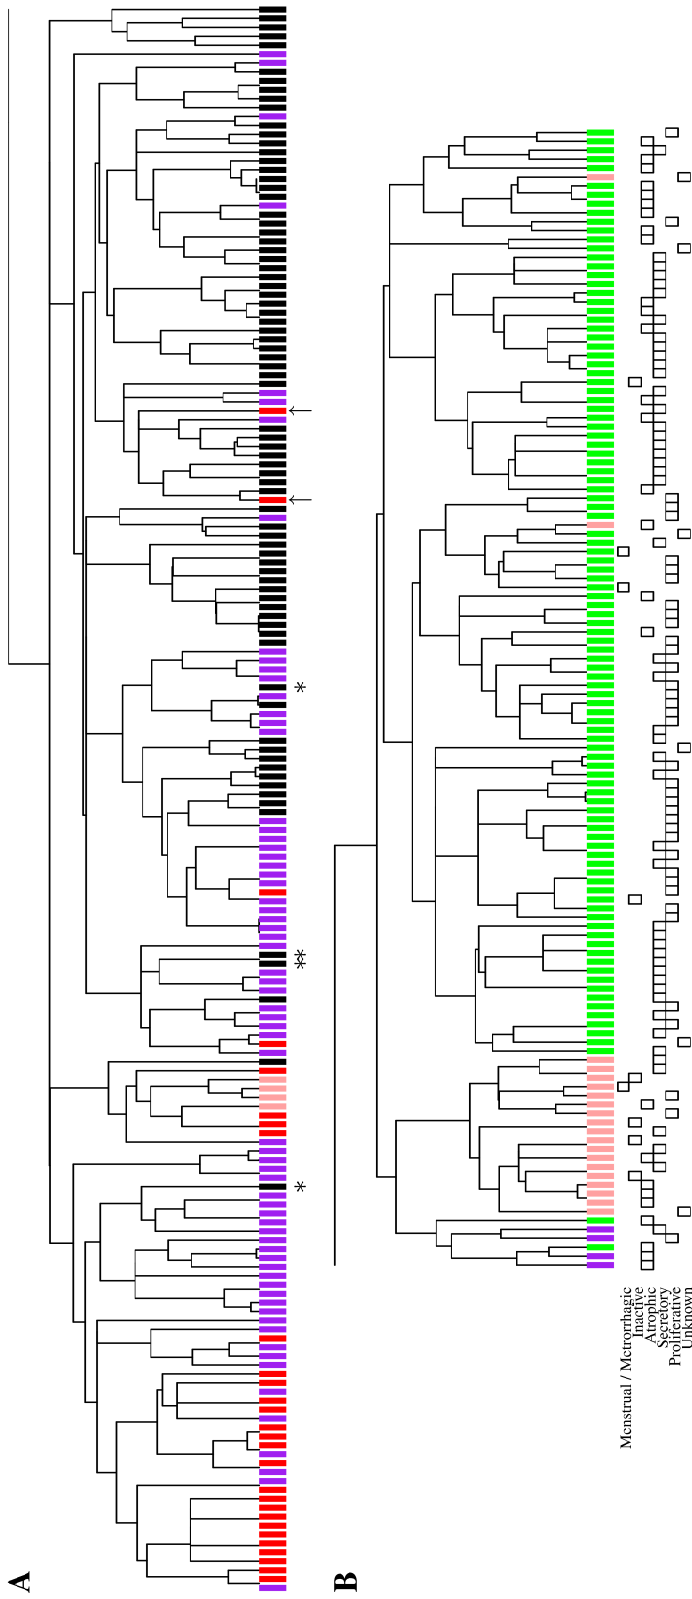 A
B
Menstrual / Metrorrhagic
Inactive
Atrophic
Secretory
Proliferative
Unknown